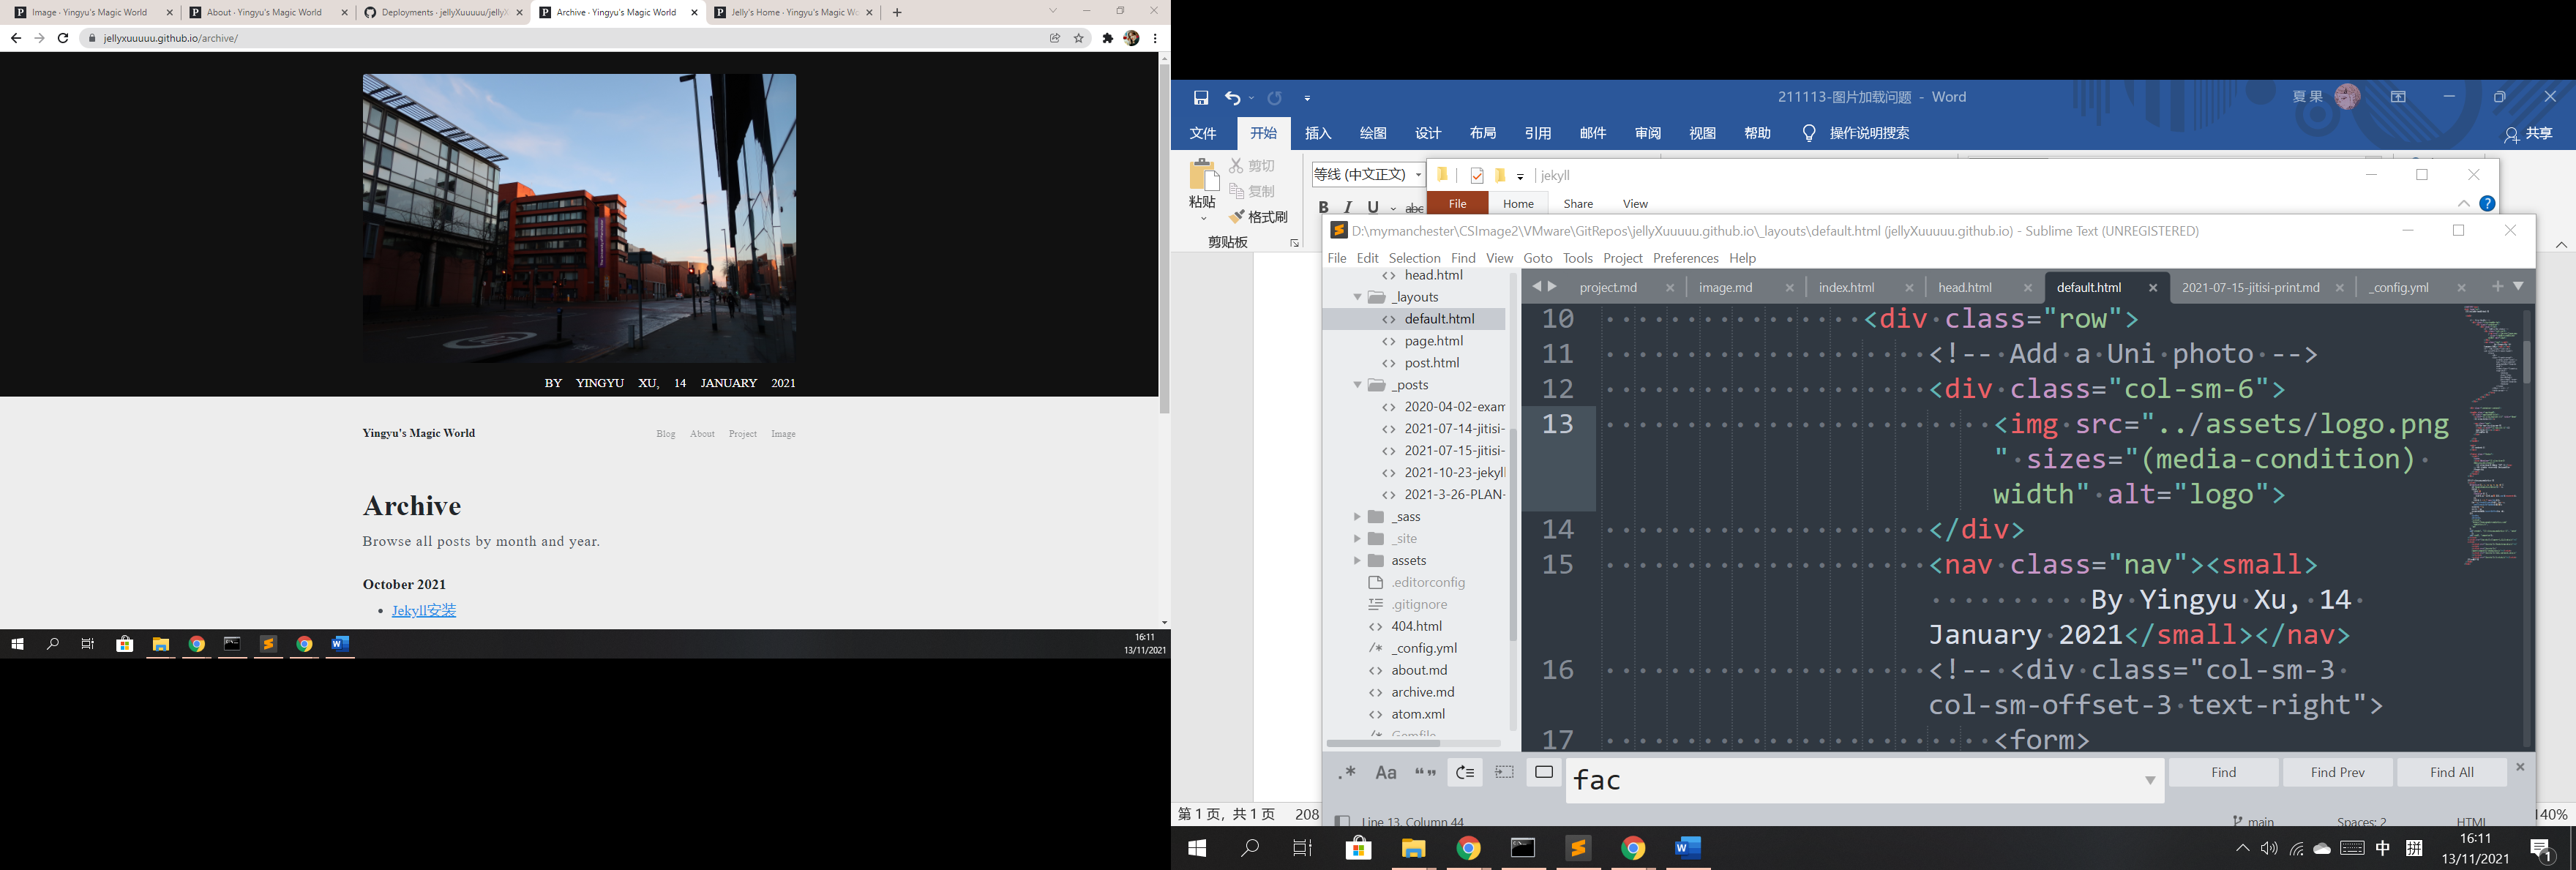 Image · Yingyu's Magic World
About · Yingyu's Magic World
Deployments · jellyXuuuuu/jellyX
Archive · Yingyu's Magic World
Jelly's Home · Yingyu's Magic Wo
jellyxuuuuu.github.io/archive/
BY YINGYU XU, 14 JANUARY 2021
Yingyu's Magic World
Blog About Project Image
Archive
Browse all posts by month and year.
October 2021
Jekyll安装
16:11
13/11/2021
211113-图片加载问题 - Word
夏 果
文件 开始 插入 绘图 设计 布局 引用 邮件 审阅 视图 帮助 操作说明搜索
共享
剪切
复制
粘贴
格式刷
剪贴板
等线 (中文正文)
B I U abc
jekyll
File Home Share View
D:\mymanchester\CSImage2\VMware\GitRepos\jellyXuuuuu.github.io\_layouts\default.html (jellyXuuuuu.github.io) - Sublime Text (UNREGISTERED)
File Edit Selection Find View Goto Tools Project Preferences Help
head.html
_layouts
default.html
page.html
post.html
_posts
2020-04-02-exam
2021-07-14-jitisi-
2021-07-15-jitisi-
2021-10-23-jekyll
2021-3-26-PLAN-
_sass
_site
assets
.editorconfig
.gitignore
404.html
_config.yml
about.md
archive.md
atom.xml
Gemfile
project.md image.md index.html head.html default.html 2021-07-15-jitisi-print.md _config.yml
10 <div class="row">
11 <!-- Add a Uni photo -->
12 <div class="col-sm-6">
13 <img src="../assets/logo.png
" sizes="(media-condition)
width" alt="logo">
14 </div>
15 <nav class="nav"><small>
By Yingyu Xu, 14
January 2021</small></nav>
16 <!-- <div class="col-sm-3
col-sm-offset-3 text-right">
17 <form>
.* Aa “” fac Find Find Prev Find All
Line 13, Column 44
main
Spaces: 2
HTML
第 1 页，共 1 页 208
140%
中 拼
16:11
13/11/2021
1